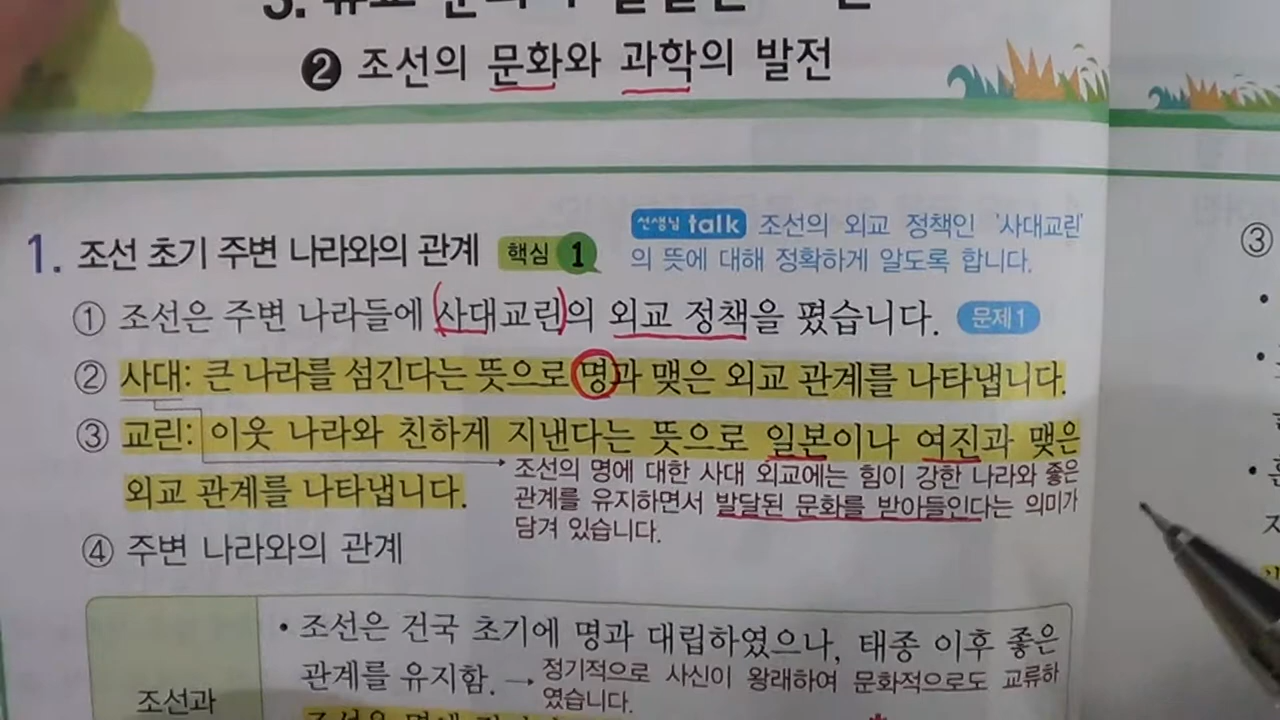 ❷ 조선의 문화와 과학의 발전
1. 조선 초기 주변 나라와의 관계 핵심 1
선생님 talk 조선의 외교 정책인 '사대교린'
의 뜻에 대해 정확하게 알도록 합니다.
① 조선은 주변 나라들에 사대교린의 외교 정책을 폈습니다. 문제 1
② 사대: 큰 나라를 섬긴다는 뜻으로 명과 맺은 외교 관계를 나타냅니다.
③ 교린: 이웃 나라와 친하게 지낸다는 뜻으로 일본이나 여진과 맺은
외교 관계를 나타냅니다.
조선의 명에 대한 사대 외교에는 힘이 강한 나라와 좋은
관계를 유지하면서 발달된 문화를 받아들인다는 의미가
담겨 있습니다.
④ 주변 나라와의 관계
조선과
• 조선은 건국 초기에 명과 대립하였으나, 태종 이후 좋은
관계를 유지함. → 정기적으로 사신이 왕래하여 문화적으로도 교류하
였습니다.
③